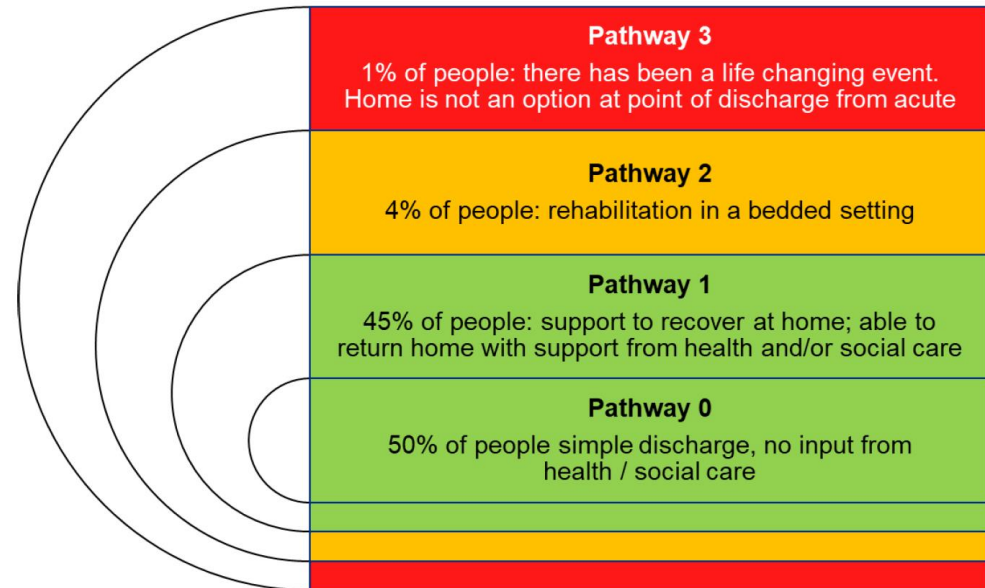 Pathway 3
1% of people: there has been a life changing event.
Home is not an option at point of discharge from acute
Pathway 2
4% of people: rehabilitation in a bedded setting
Pathway 1
45% of people: support to recover at home; able to
return home with support from health and/or social care
Pathway 0
50% of people simple discharge, no input from
health / social care